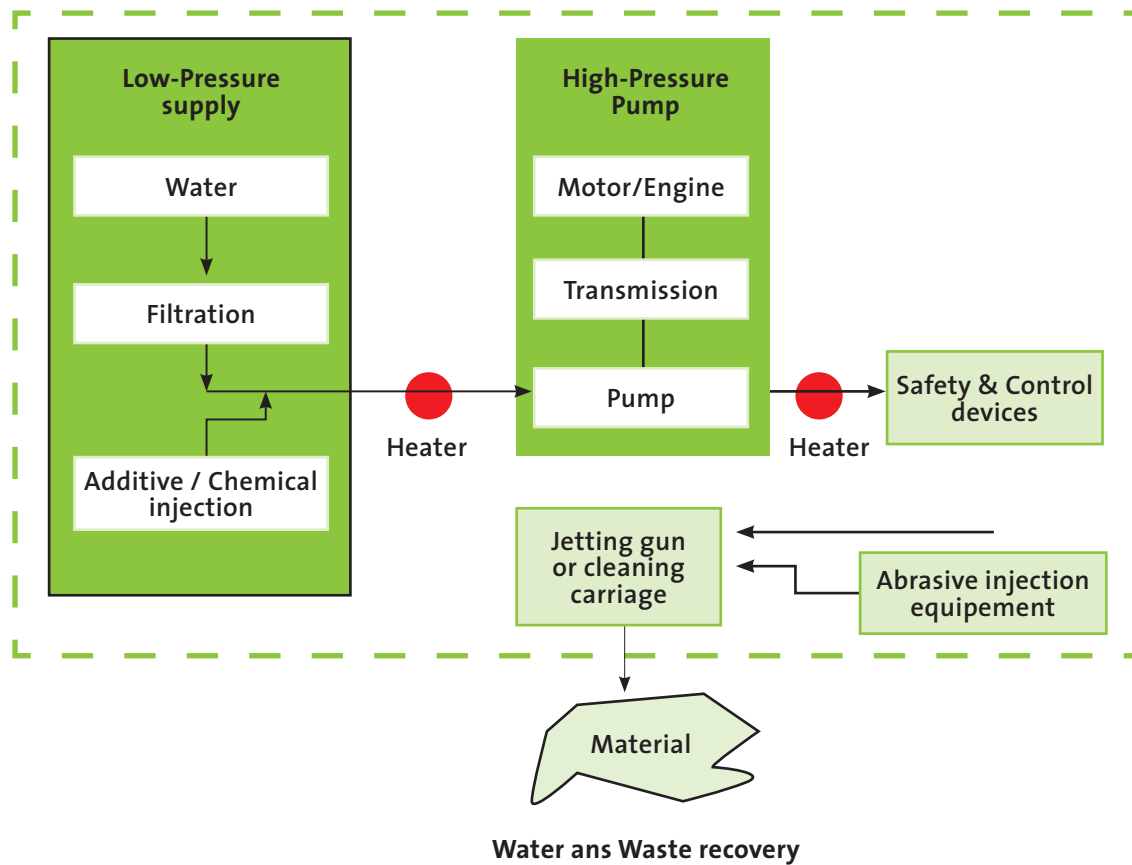 Low-Pressure
supply
Water
Filtration
Additive / Chemical
injection
Heater
High-Pressure
Pump
Motor/Engine
Transmission
Pump
Heater
Safety & Control
devices
Jetting gun
or cleaning
carriage
Abrasive injection
equipement
Material
Water ans Waste recovery